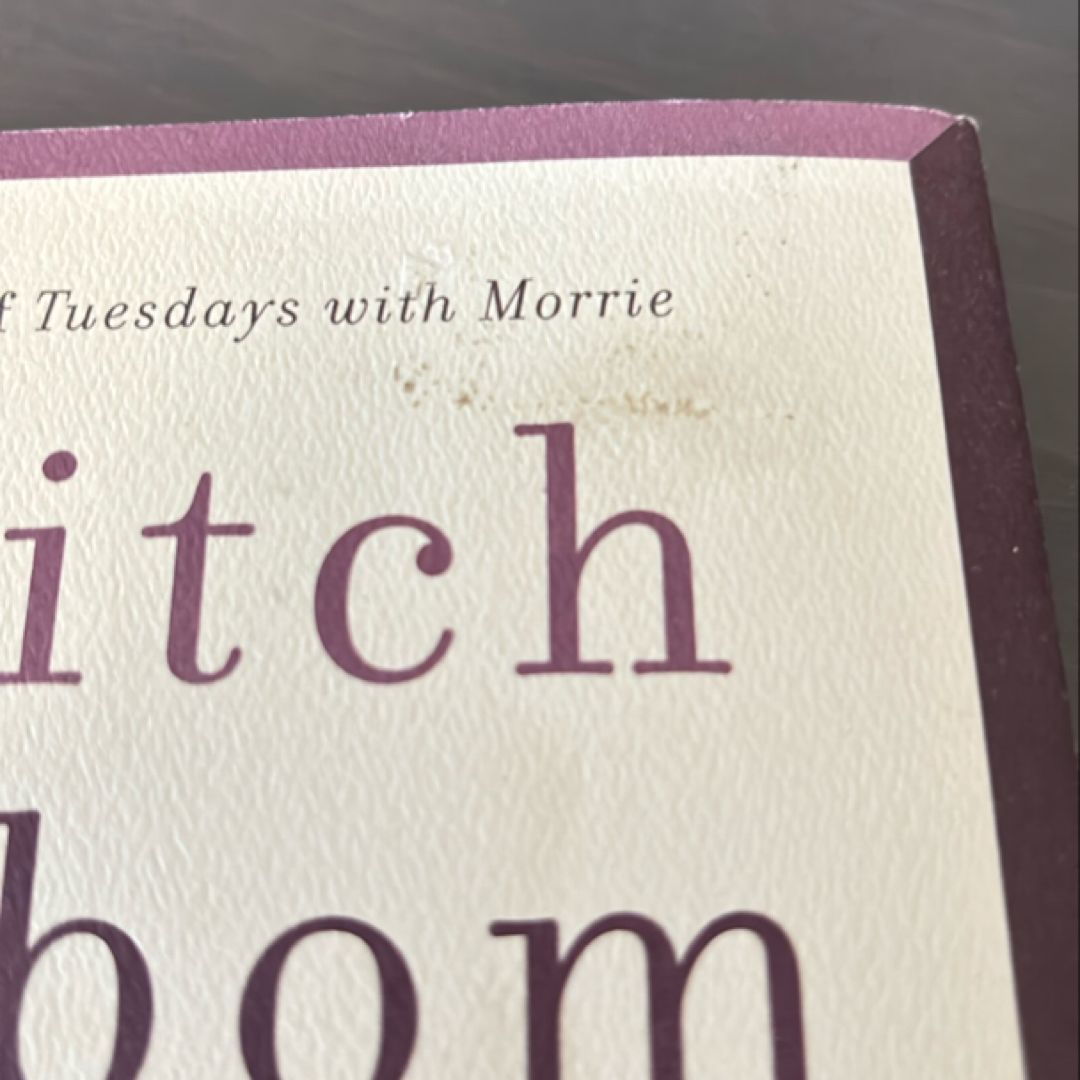 f Tuesdays with Morrie
itch
bom